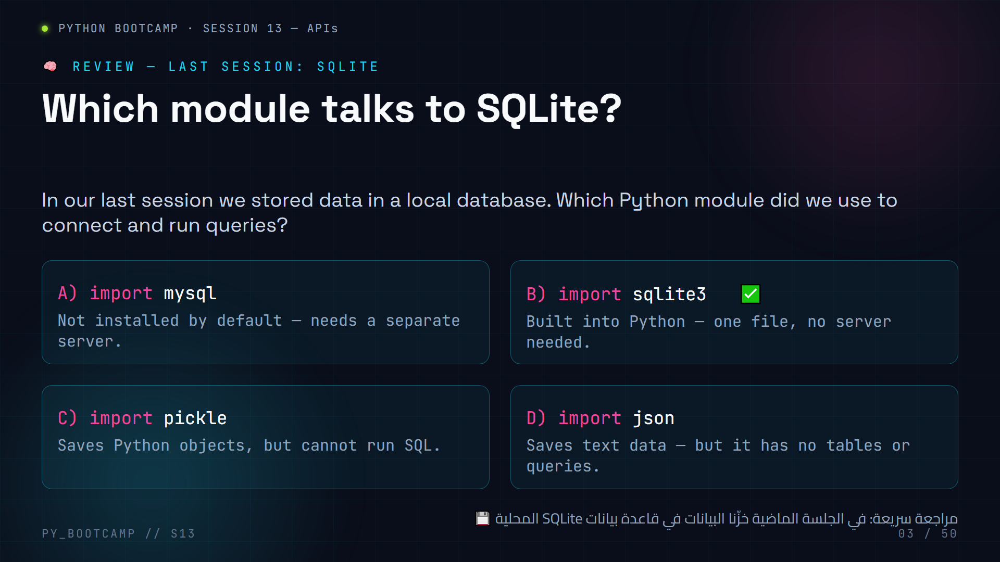 PYTHON BOOTCAMP · SESSION 13 — APIs
🧠 REVIEW — LAST SESSION: SQLITE
Which module talks to SQLite?
In our last session we stored data in a local database. Which Python module did we use to
connect and run queries?
A) import mysql
Not installed by default — needs a separate
server.
B) import sqlite3 ✅
Built into Python — one file, no server
needed.
C) import pickle
Saves Python objects, but cannot run SQL.
D) import json
Saves text data — but it has no tables or
queries.
مراجعة سريعة: في الجلسة الماضية خزّنا البيانات في قاعدة بيانات SQLite المحلية 💾
PY_BOOTCAMP // S13
03 / 50